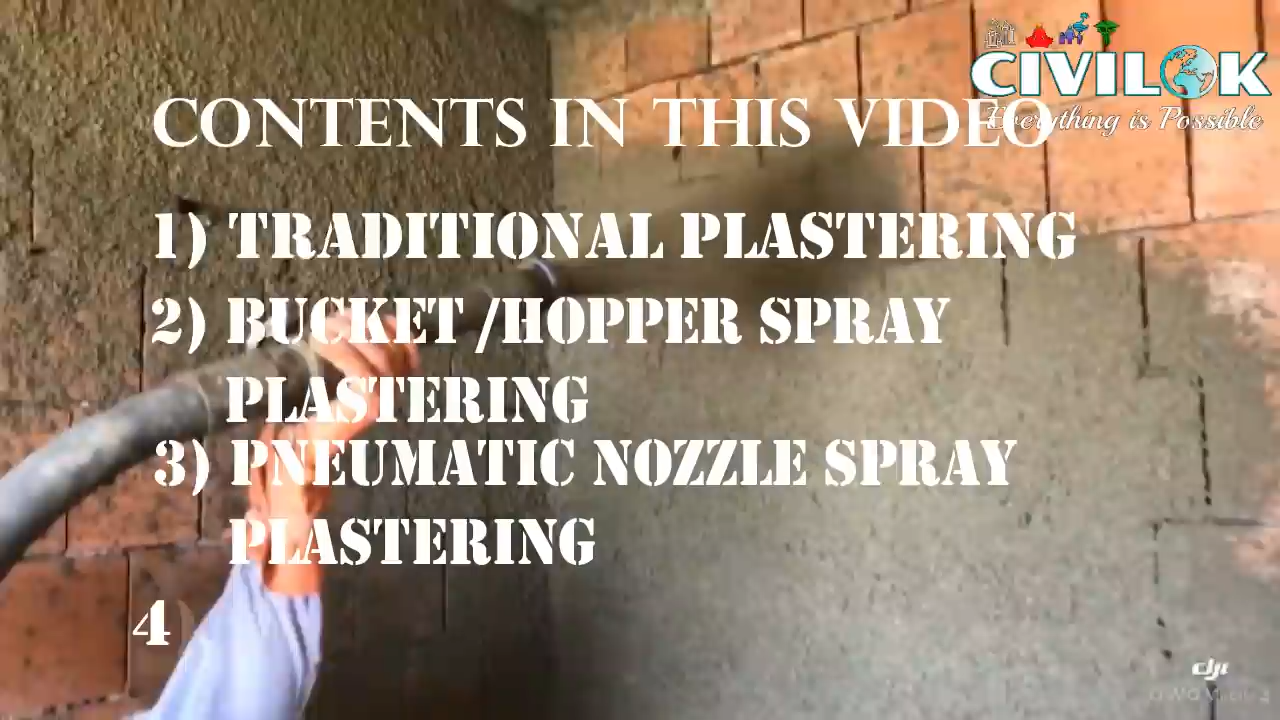 CIVILOK
Everything is Possible
CONTENTS IN THIS VIDEO
1) TRADITIONAL PLASTERING
2) BUCKET /HOPPER SPRAY
PLASTERING
3) PNEUMATIC NOZZLE SPRAY
PLASTERING
4)
dji